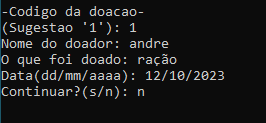 -Codigo da doacao-
(Sugestao '1'): 1
Nome do doador: andre
O que foi doado: ração
Data(dd/mm/aaaa): 12/10/2023
Continuar?(s/n): n